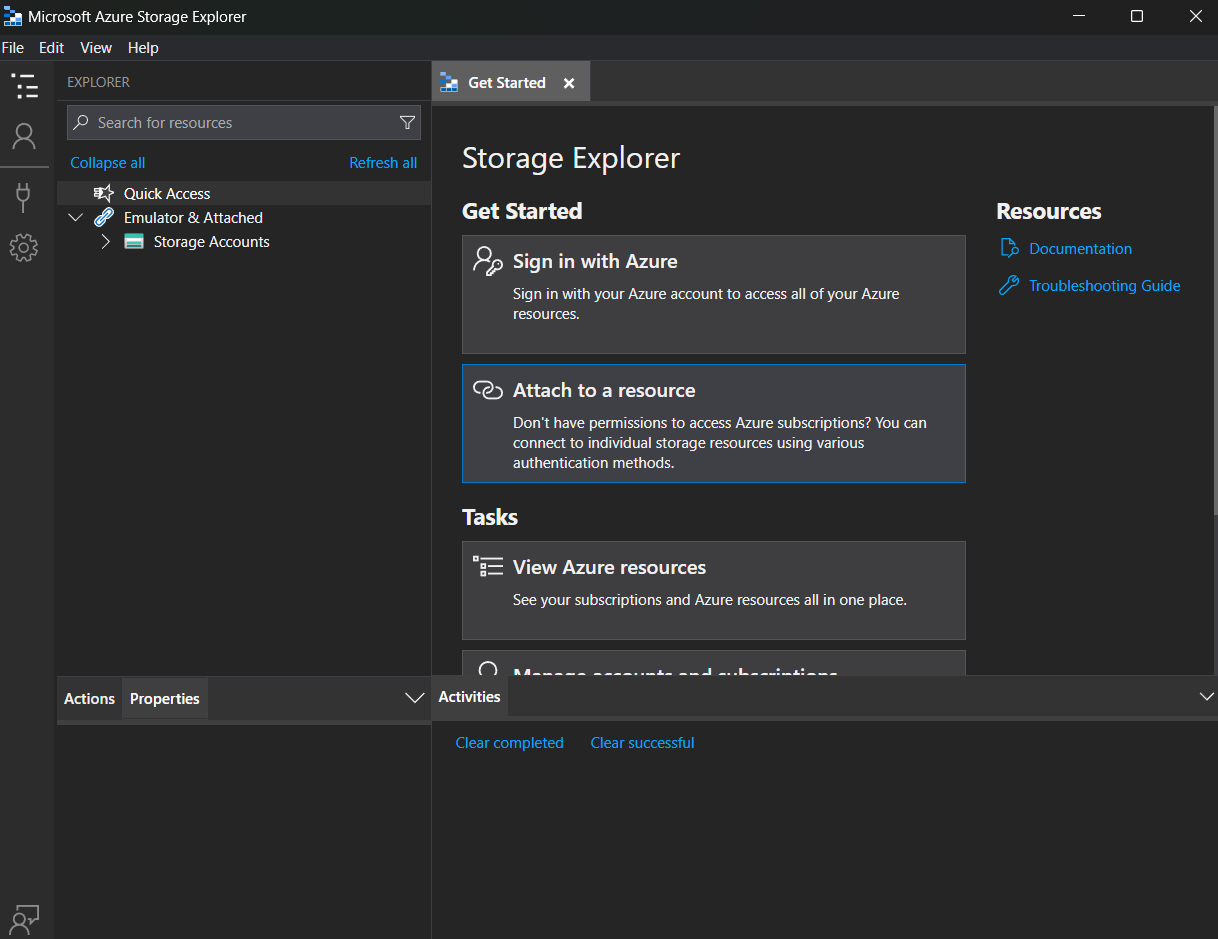 Microsoft Azure Storage Explorer
File Edit View Help
EXPLORER
Search for resources
Collapse all Refresh all
Quick Access
Emulator & Attached
Storage Accounts
Actions Properties
Get Started
Storage Explorer
Get Started
Sign in with Azure
Sign in with your Azure account to access all of your Azure
resources.
Attach to a resource
Don't have permissions to access Azure subscriptions? You can
connect to individual storage resources using various
authentication methods.
Tasks
View Azure resources
See your subscriptions and Azure resources all in one place.
Manage accounts and subscriptions
Resources
Documentation
Troubleshooting Guide
Activities
Clear completed Clear successful